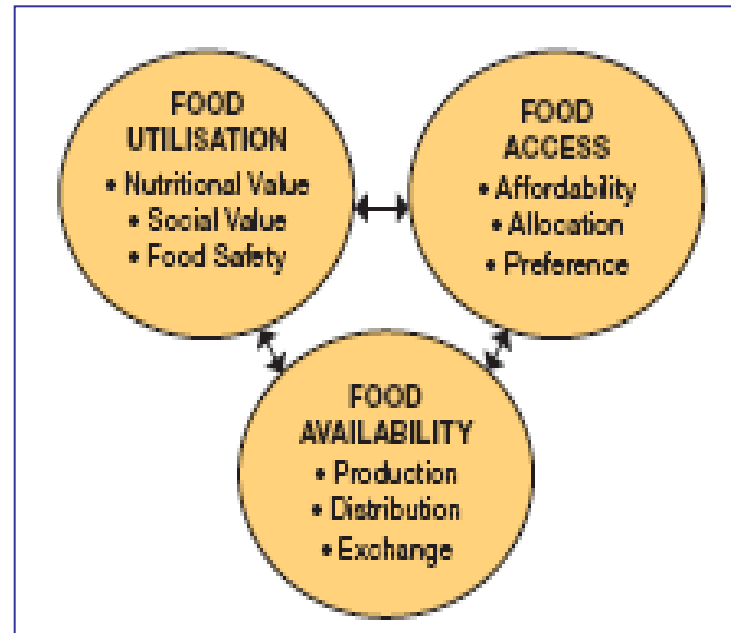 FOOD
UTILISATION
• Nutritional Value
• Social Value
• Food Safety
FOOD
ACCESS
• Affordability
• Allocation
• Preference
FOOD
AVAILABILITY
• Production
• Distribution
• Exchange